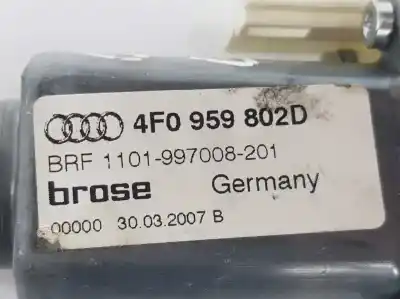 4F0 959 802D
BRF 1101-997008-201
brose Germany
00000 30.03.2007 B